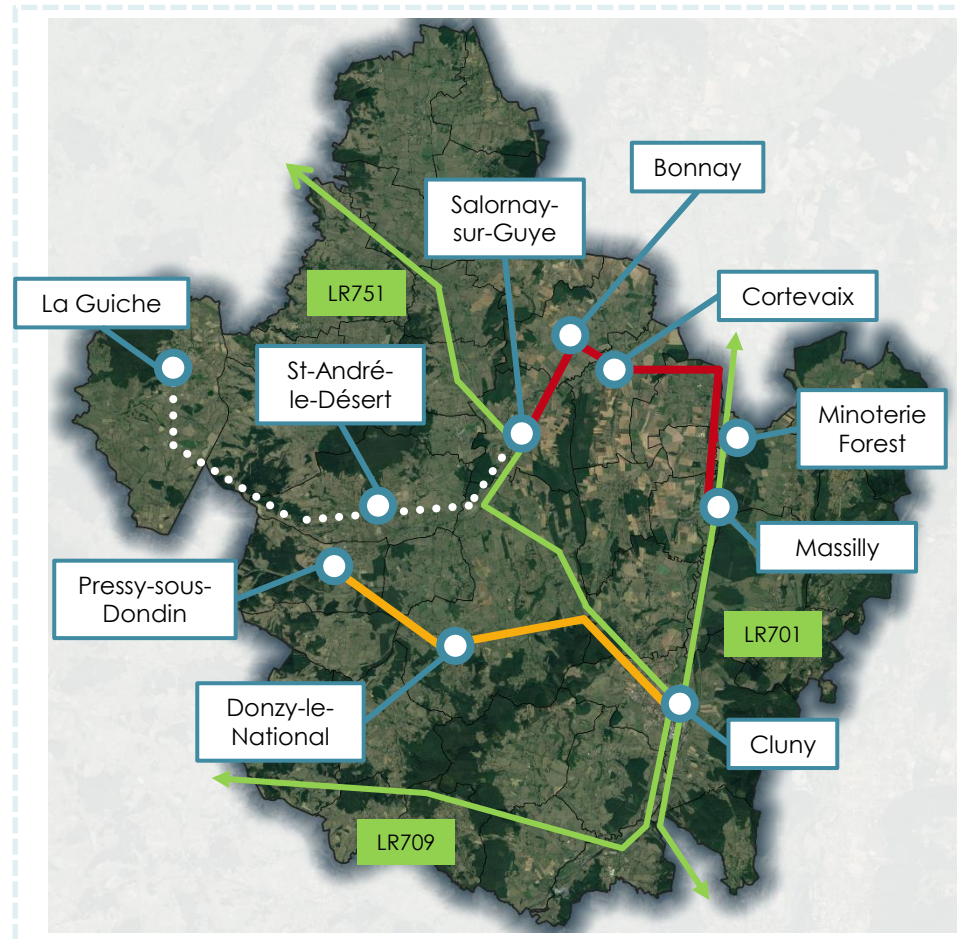 Bonnay
Salornay-
sur-Guye
LR751
Cortevaix
La Guiche
St-André-
le-Désert
Minoterie
Forest
Massilly
Pressy-sous-
Dondin
LR701
Donzy-le-
National
Cluny
LR709